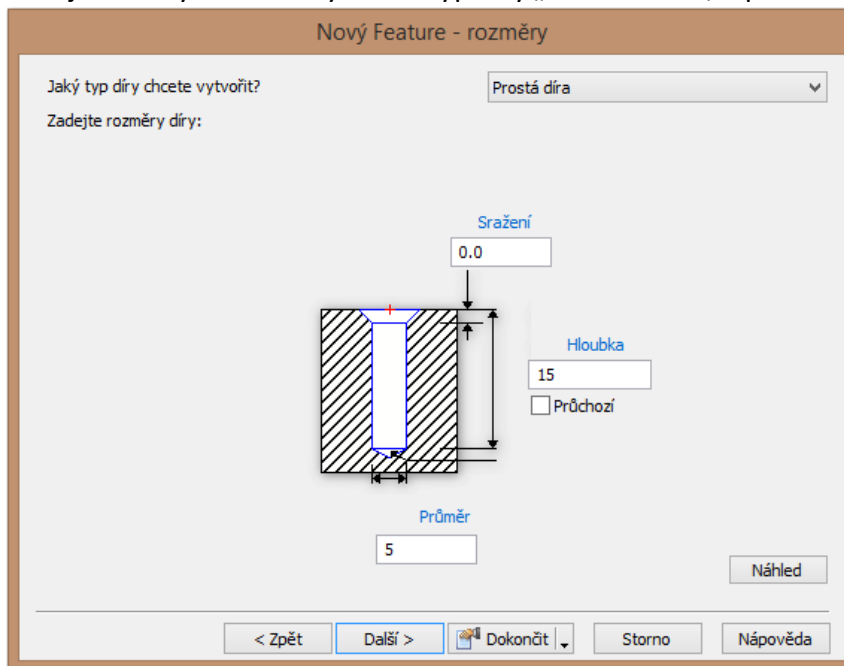 Nový Feature - rozměry
Jaký typ díry chcete vytvořit?
Prostá díra
Zadejte rozměry díry:
Sražení
0.0
Hloubka
15
Průchozí
Průměr
5
Náhled
< Zpět
Další >
Dokončit
Storno
Nápověda